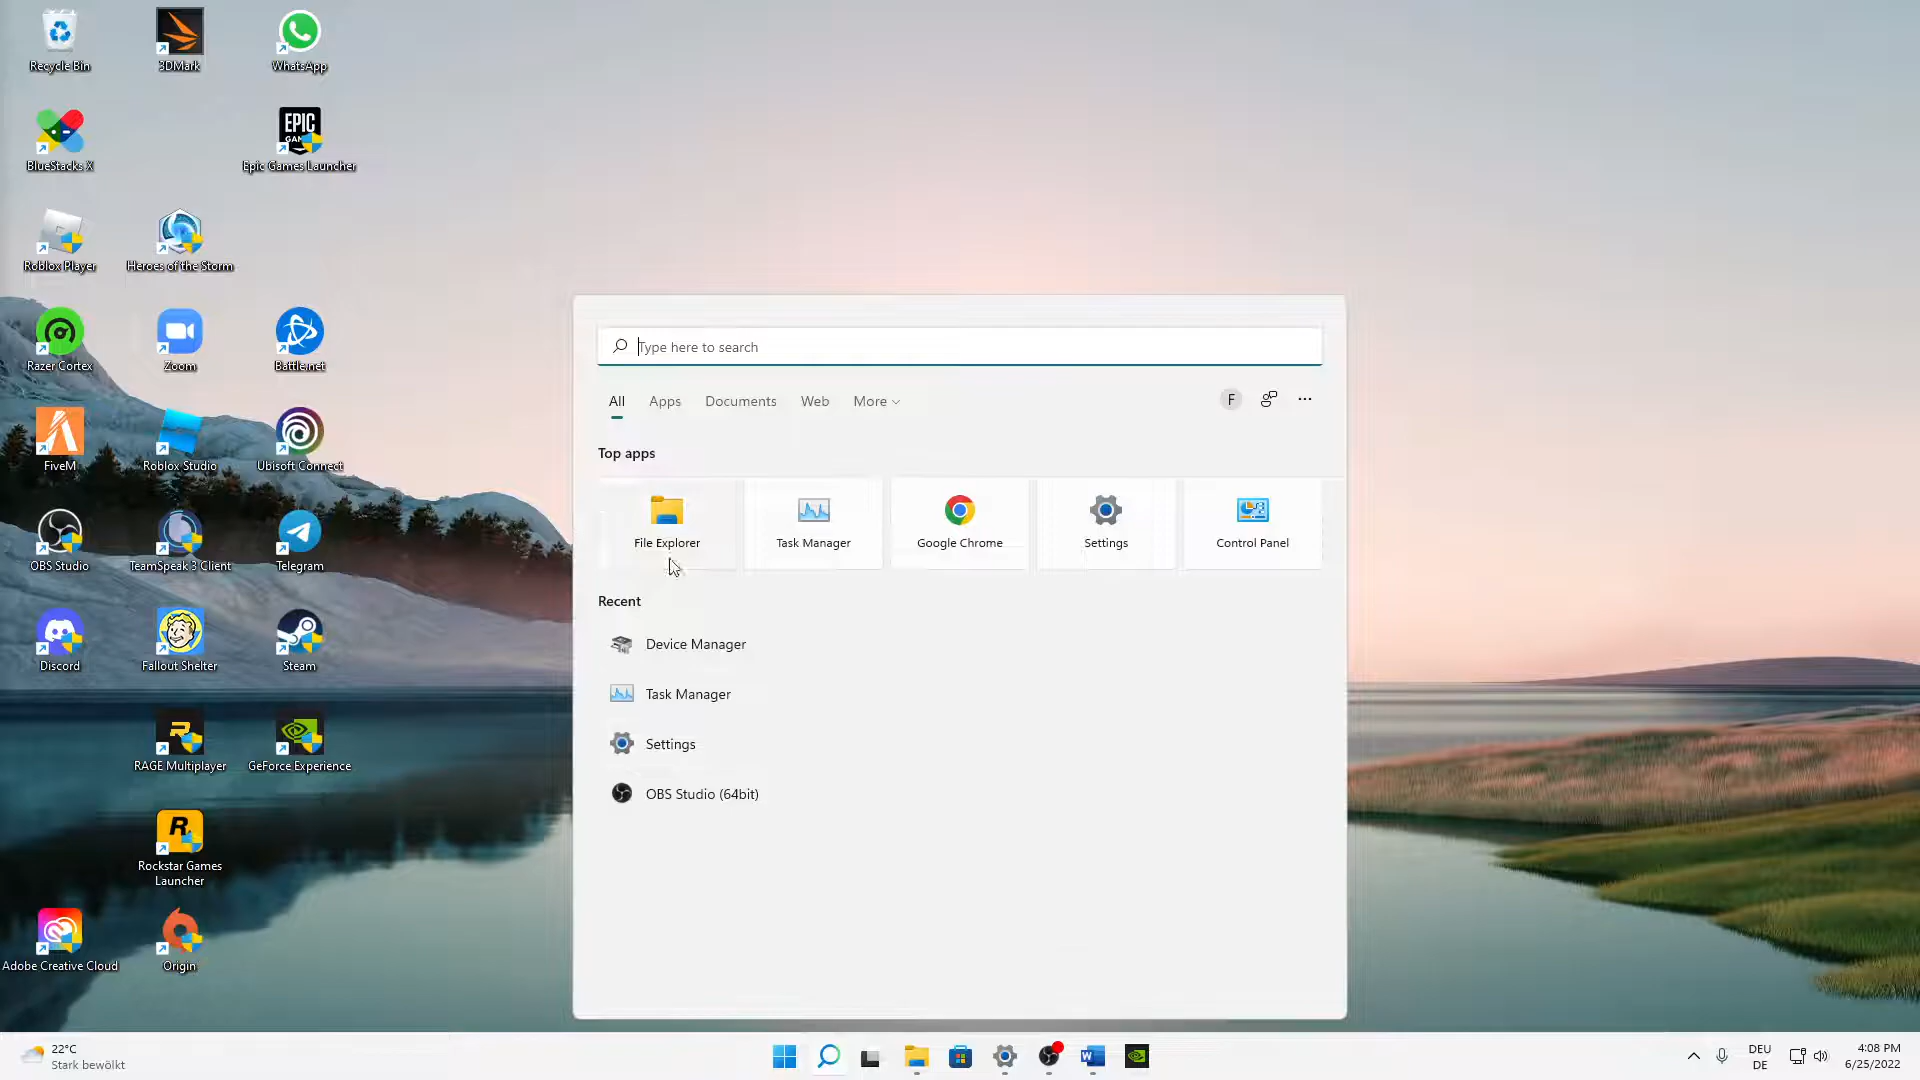 Recycle Bin
3DMark
WhatsApp
BlueStacks X
EPIC
GAMES
Epic Games Launcher
Roblox Player
Heroes of the Storm
Razer Cortex
Zoom
Battle.net
FiveM
Roblox Studio
Ubisoft Connect
OBS Studio
TeamSpeak 3 Client
Telegram
Discord
Fallout Shelter
Steam
RAGE Multiplayer
GeForce Experience
Rockstar Games
Launcher
Adobe Creative Cloud
Origin
Type here to search
All
Apps
Documents
Web
More
F
Top apps
File Explorer
Task Manager
Google Chrome
Settings
Control Panel
Recent
Device Manager
Task Manager
Settings
OBS Studio (64bit)
22°C
Stark bewölkt
DEU
DE
4:08 PM
6/25/2022